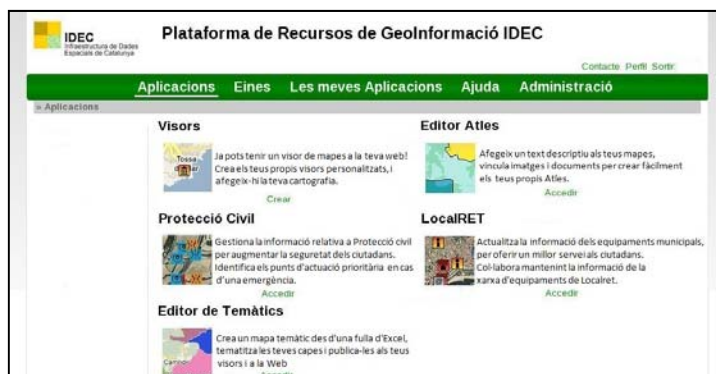 IDEC
Infraestructura de Dades
Espacials de Catalunya
Plataforma de Recursos de GeoInformació IDEC
Contacte Perfil Sortir
Aplicacions Eines Les meves Aplicacions Ajuda Administració
» Aplicacions
Visors
Tossa
Ja pots tenir un visor de mapes a la teva web!
Crea els teus propis visors personalitzats, i
afegeix-hi la teva cartografia.
Crear
Editor Atles
Afegeix un text descriptiu als teus mapes,
vincula imatges i documents per crear fàcilment
els teus propis Atles.
Accedir
Protecció Civil
Gestiona la informació relativa a Protecció civil
per augmentar la seguretat dels ciutadans.
Identifica els punts d'actuació prioritària en cas
d'una emergència.
Accedir
LocalRET
Actualitza la informació dels equipaments municipals,
per oferir un millor servei als ciutadans.
Col·labora mantenint la informació de la
xarxa d'equipaments de Localret.
Accedir
Editor de Temàtics
Crea un mapa temàtic des d'una fulla d'Excel,
tematitza les teves capes i publica-les als teus
visors i a la Web
Accedir